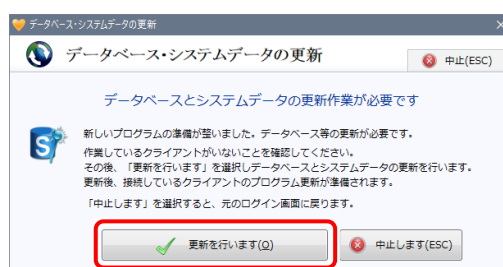 データベース・システムデータの更新
データベース・システムデータの更新
中止(ESC)
データベースとシステムデータの更新作業が必要です
新しいプログラムの準備が整いました。データベース等の更新が必要です。
作業しているクライアントがいないことを確認してください。
その後、「更新を行います」を選択しデータベースとシステムデータの更新を行います。
更新後、接続しているクライアントのプログラム更新が準備されます。
「中止します」を選択すると、元のログイン画面に戻ります。
更新を行います(O)
中止します(ESC)